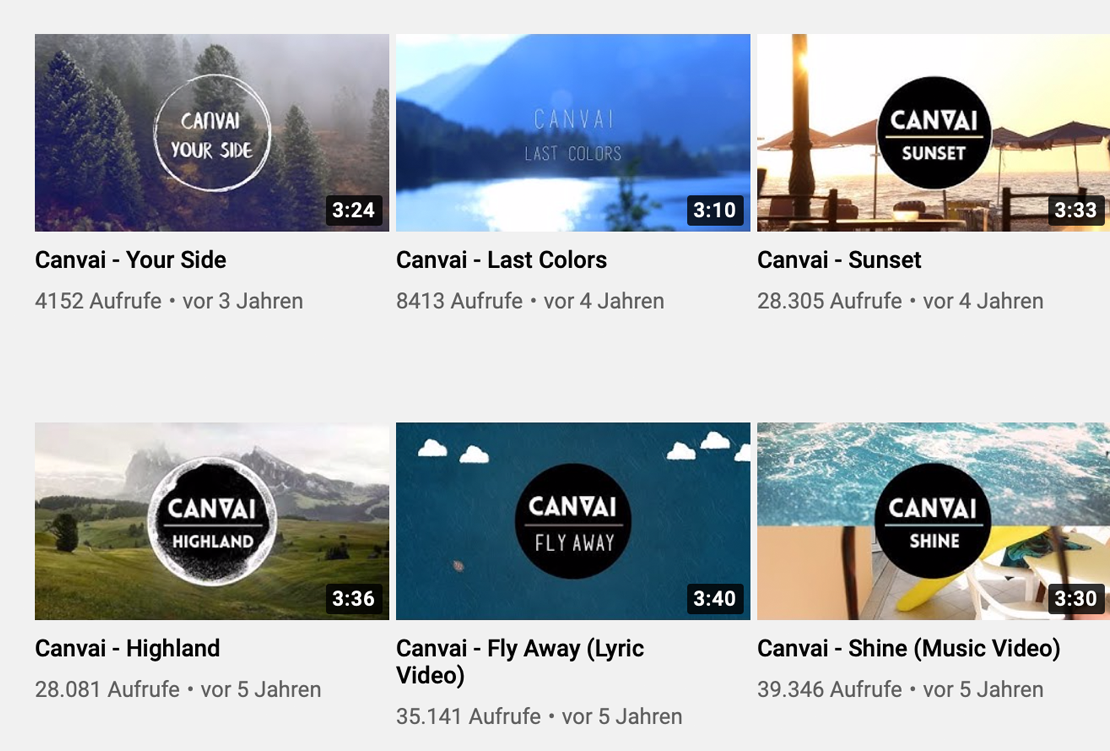 CANVAI
YOUR SIDE
3:24
CANVAI
LAST COLORS
3:10
CANVAI
SUNSET
3:33
Canvai - Your Side
4152 Aufrufe • vor 3 Jahren
Canvai - Last Colors
8413 Aufrufe • vor 4 Jahren
Canvai - Sunset
28.305 Aufrufe • vor 4 Jahren
CANVAI
HIGHLAND
3:36
CANVAI
FLY AWAY
3:40
CANVAI
SHINE
3:30
Canvai - Highland
28.081 Aufrufe • vor 5 Jahren
Canvai - Fly Away (Lyric
Video)
35.141 Aufrufe • vor 5 Jahren
Canvai - Shine (Music Video)
39.346 Aufrufe • vor 5 Jahren